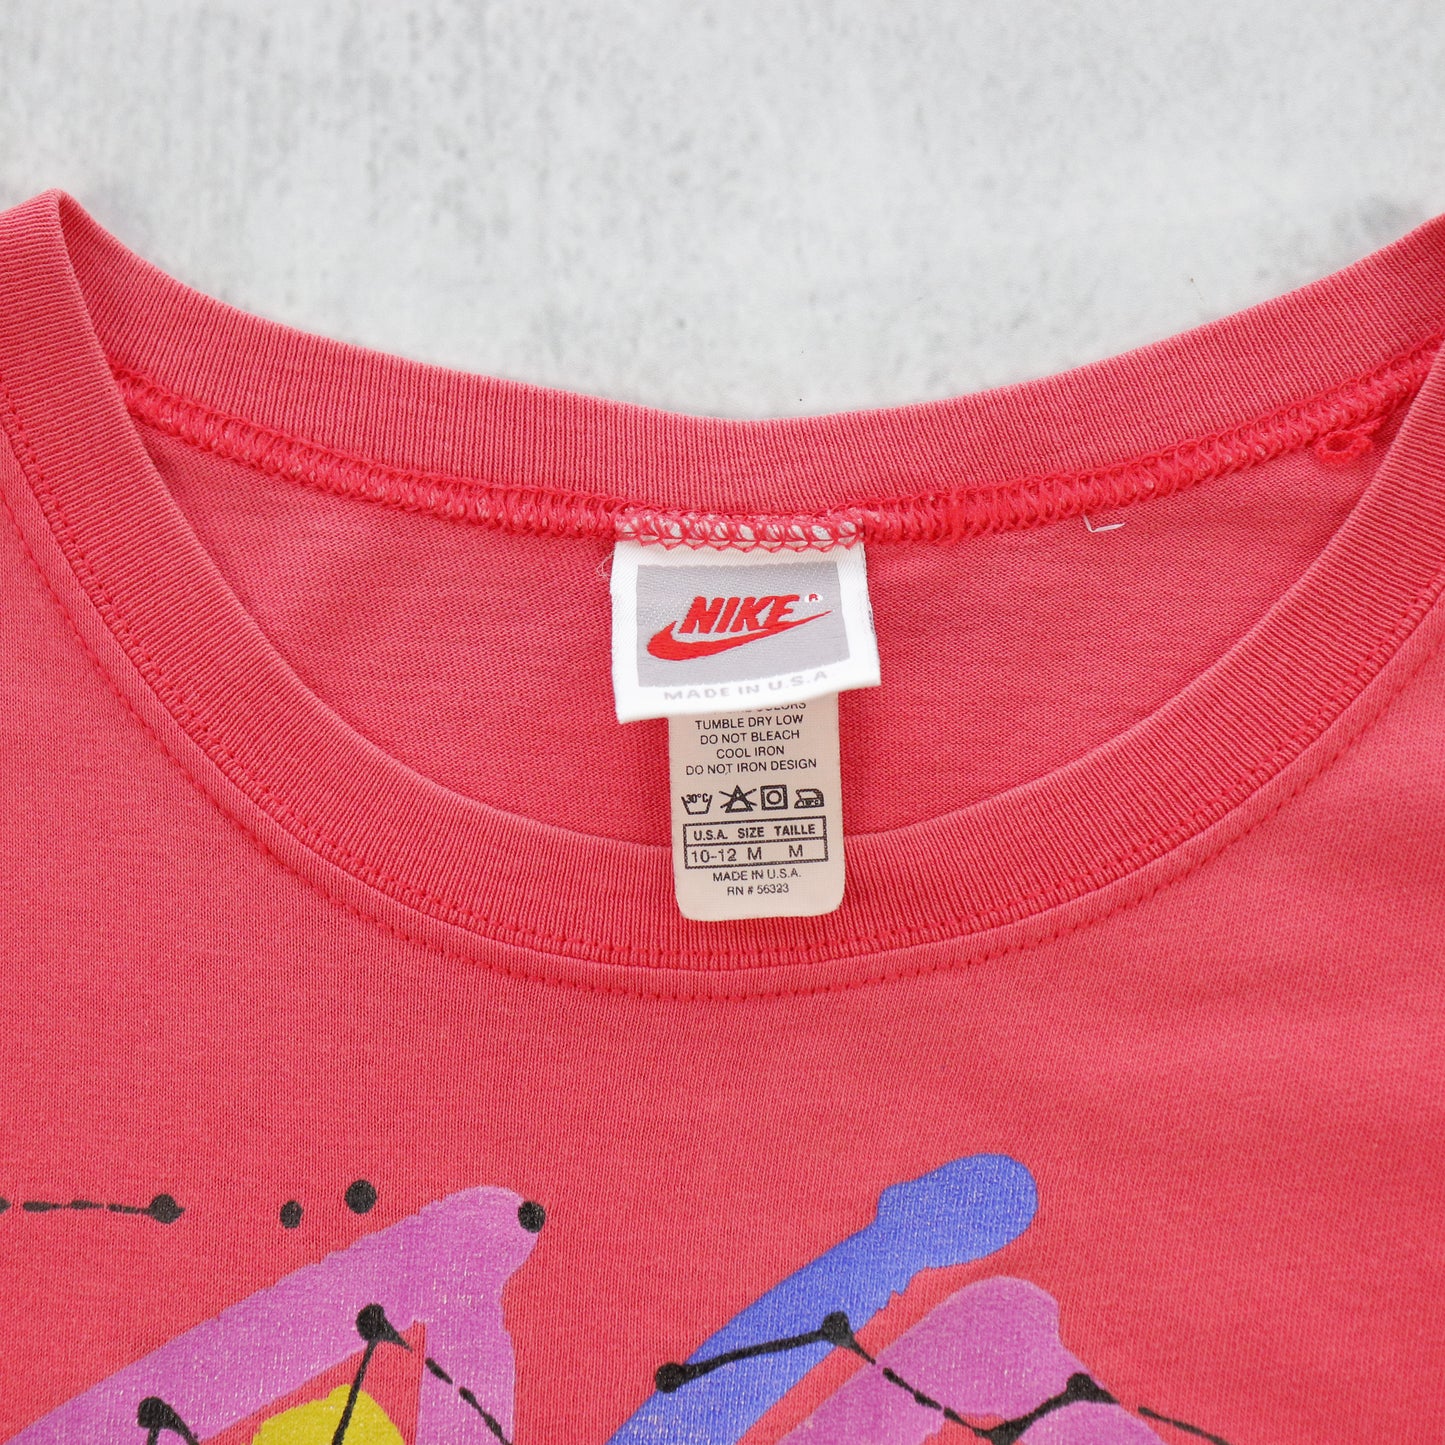 NIKE®
MADE IN U.S.A
COLORS
TUMBLE DRY LOW
DO NOT BLEACH
COOL IRON
DO NOT IRON DESIGN
30°C
U.S.A. SIZE TAILLE
10-12 M M
MADE IN U.S.A.
RN # 56323